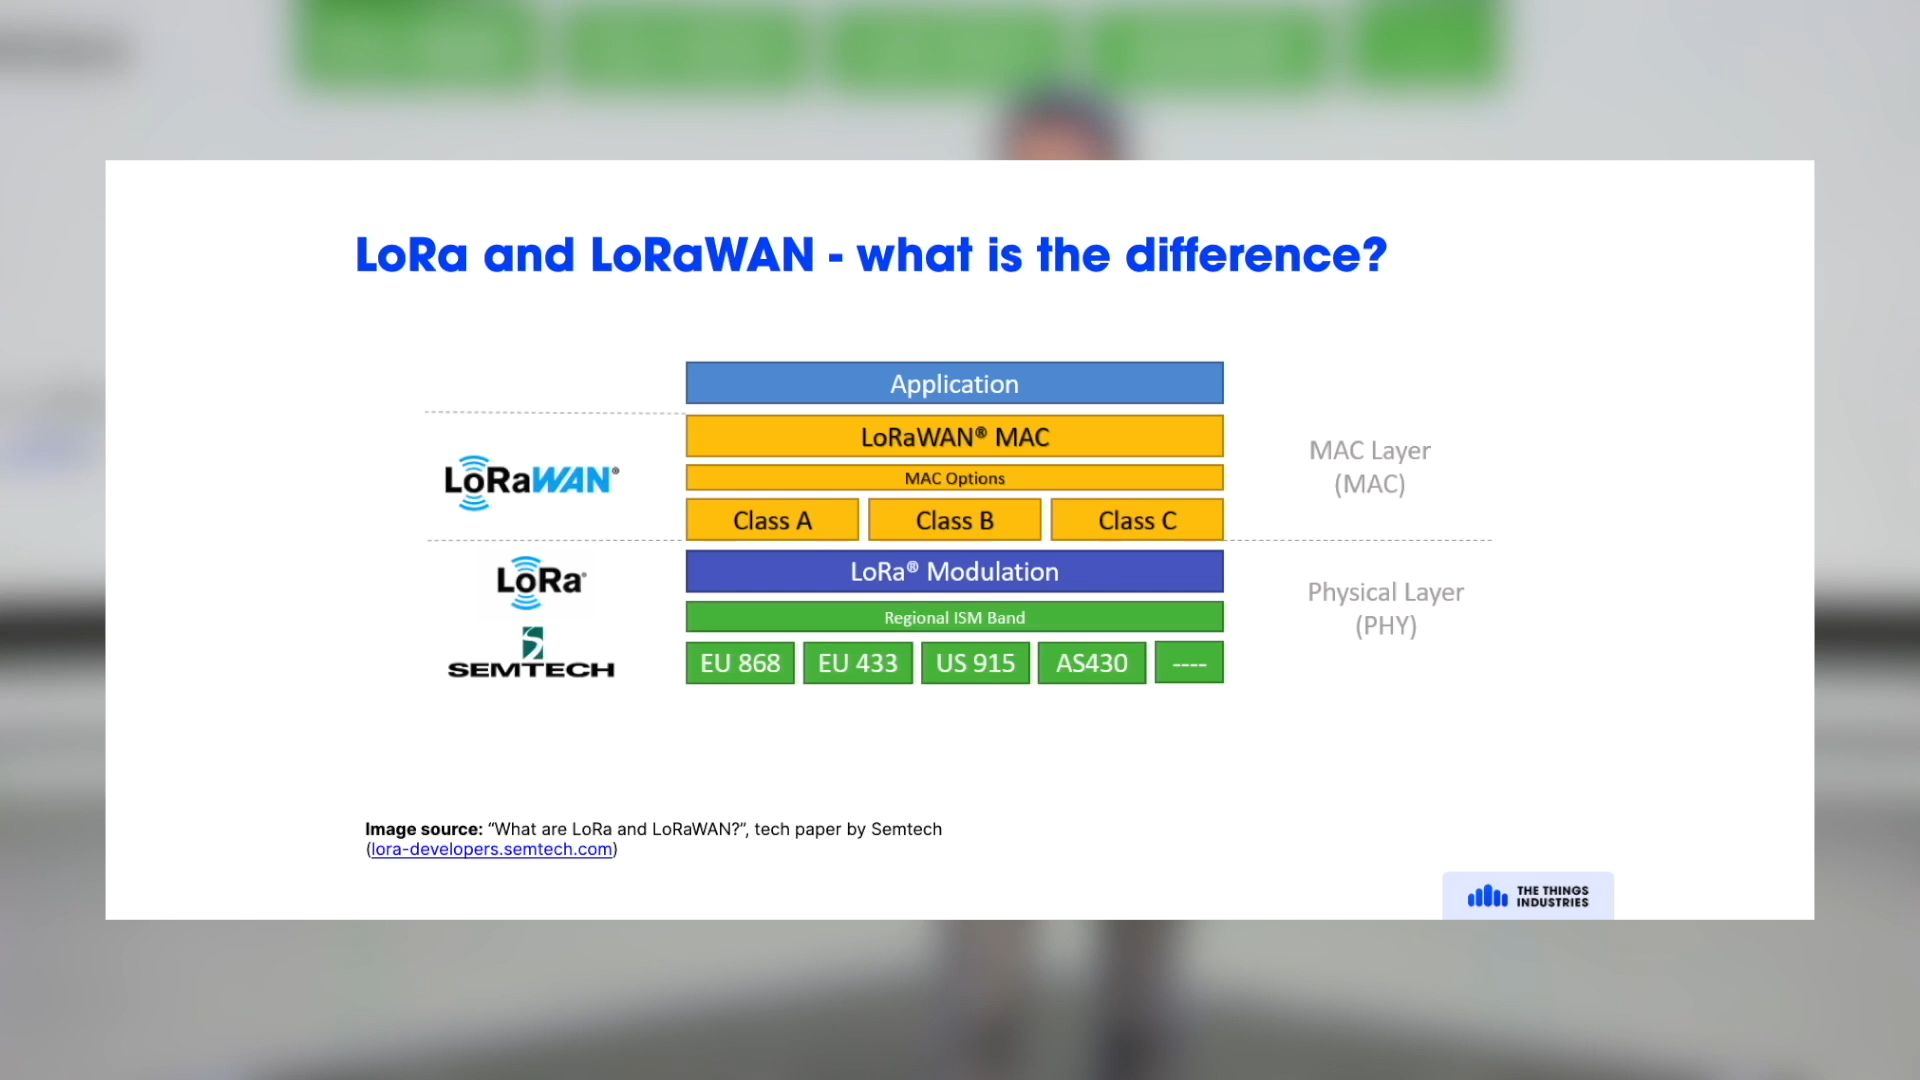 LoRa and LoRaWAN - what is the difference?
Application
LoRaWAN® MAC
MAC Options
Class A Class B Class C
LoRaWAN®
MAC Layer
(MAC)
LoRa® Modulation
Regional ISM Band
EU 868 EU 433 US 915 AS430 ----
LoRa®
SEMTECH
Physical Layer
(PHY)
Image source: “What are LoRa and LoRaWAN?”, tech paper by Semtech
(lora-developers.semtech.com)
THE THINGS
INDUSTRIES